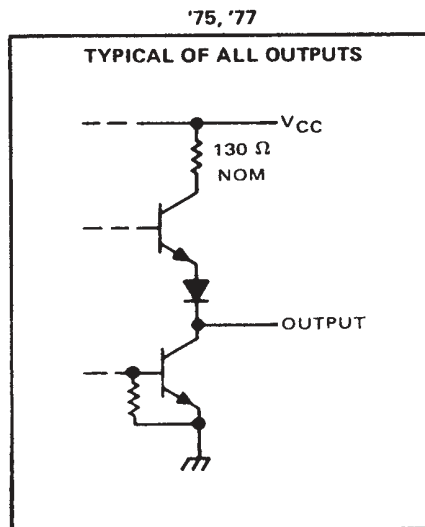 '75, '77
TYPICAL OF ALL OUTPUTS
VCC
130 Ω
NOM
OUTPUT